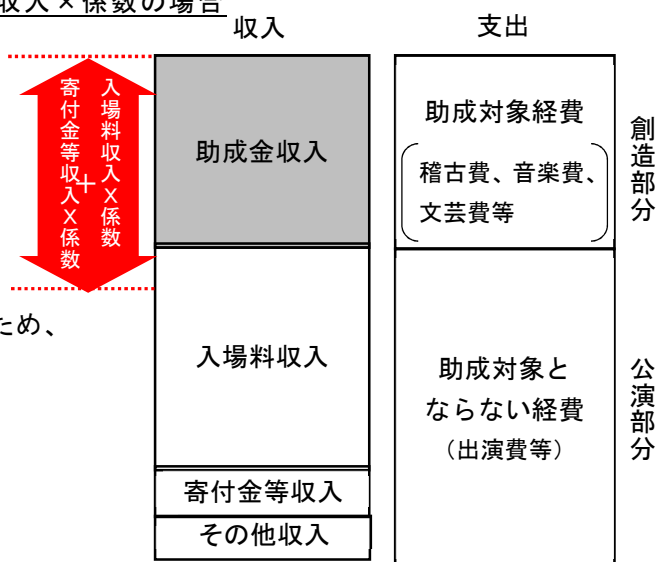 収入×係数の場合
収入
支出
入場料収入×係数
＋
寄付金等収入×係数
助成金収入
助成対象経費
稽古費、音楽費、
文芸費等
創造部分
ため、
入場料収入
助成対象と
ならない経費
（出演費等）
公演部分
寄付金等収入
その他収入